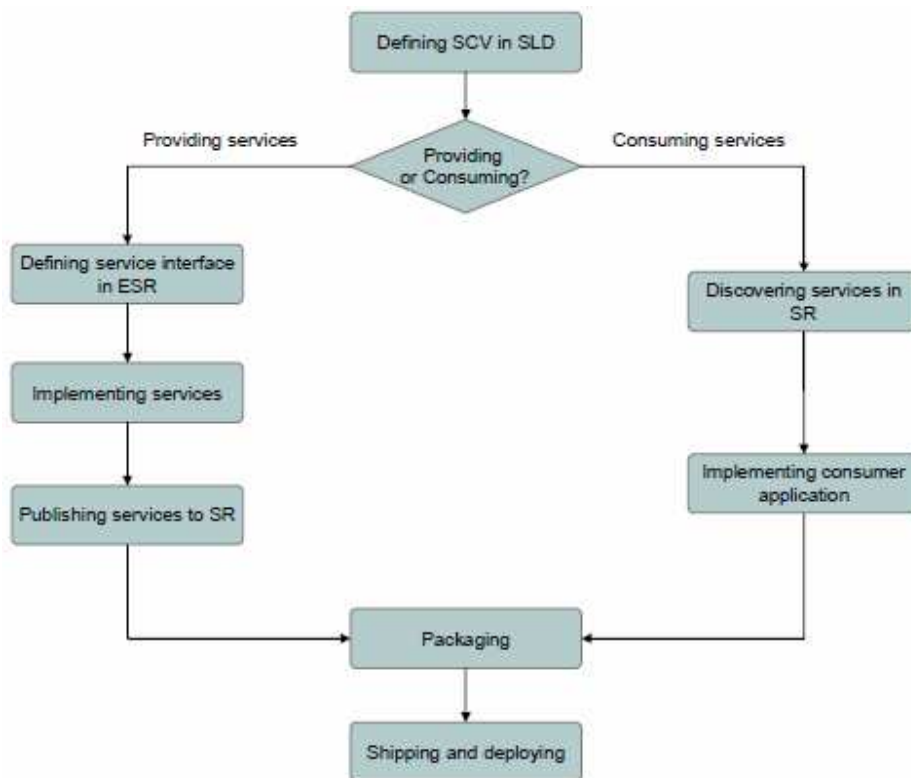 Defining SCV in SLD
Providing services
Consuming services
Providing
or Consuming?
Defining service interface
in ESR
Discovering services in
SR
Implementing services
Implementing consumer
application
Publishing services to SR
Packaging
Shipping and deploying